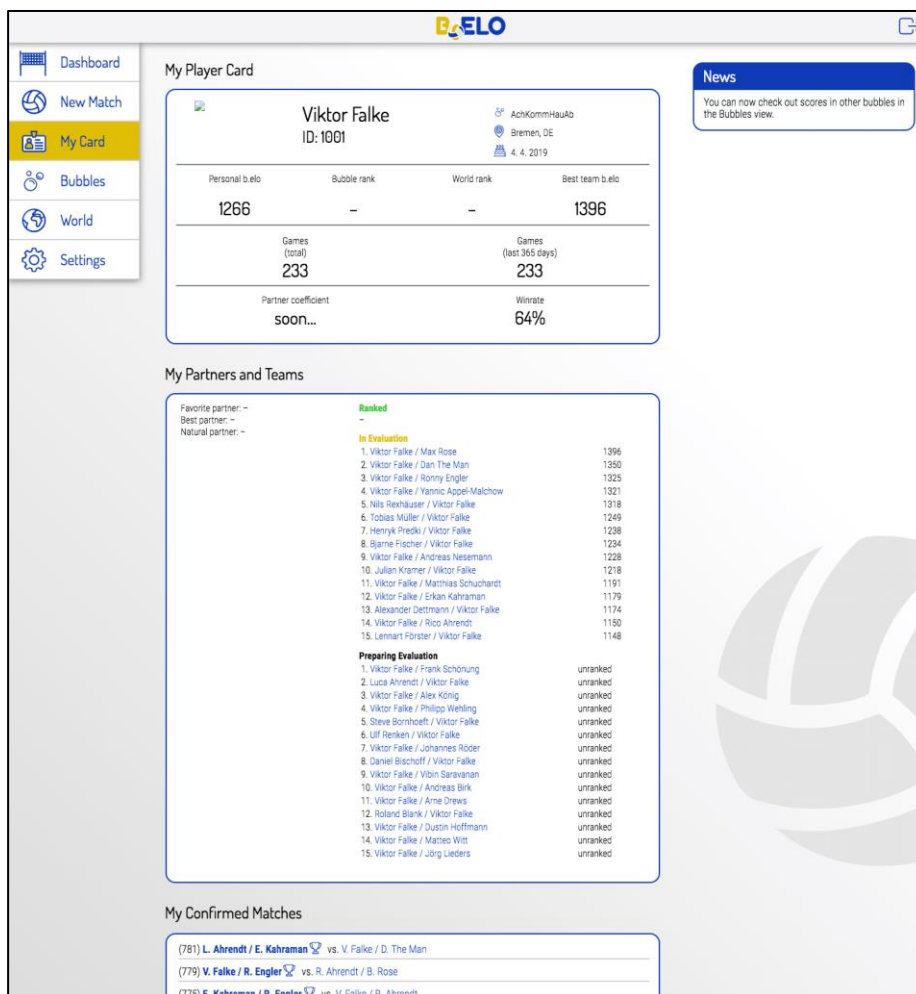 B.ELO
Dashboard
New Match
My Card
Bubbles
World
Settings
My Player Card
Viktor Falke
ID: 1001
AchKommHauAb
Bremen, DE
4. 4. 2019
Personal b.elo Bubble rank World rank Best team b.elo
1266 – – 1396
Games Games
(total) (last 365 days)
233 233
Partner coefficient Winrate
soon... 64%
News
You can now check out scores in other bubbles in
the Bubbles view.
My Partners and Teams
Favorite partner: –
Best partner: –
Natural partner: –
Ranked
–
In Evaluation
1. Viktor Falke / Max Rose 1396
2. Viktor Falke / Dan The Man 1350
3. Viktor Falke / Ronny Engler 1325
4. Viktor Falke / Yannic Appel-Malchow 1321
5. Nils Rexhäuser / Viktor Falke 1318
6. Tobias Müller / Viktor Falke 1249
7. Henryk Predki / Viktor Falke 1238
8. Bjarne Fischer / Viktor Falke 1234
9. Viktor Falke / Andreas Nesemann 1228
10. Julian Kramer / Viktor Falke 1218
11. Viktor Falke / Matthias Schuchardt 1191
12. Viktor Falke / Erkan Kahraman 1179
13. Alexander Dettmann / Viktor Falke 1174
14. Viktor Falke / Rico Ahrendt 1150
15. Lennart Förster / Viktor Falke 1148
Preparing Evaluation
1. Viktor Falke / Frank Schönung unranked
2. Luca Ahrendt / Viktor Falke unranked
3. Viktor Falke / Alex König unranked
4. Viktor Falke / Philipp Wehling unranked
5. Steve Bornhoeft / Viktor Falke unranked
6. Ulf Renken / Viktor Falke unranked
7. Viktor Falke / Johannes Röder unranked
8. Daniel Bischoff / Viktor Falke unranked
9. Viktor Falke / Vibin Saravanan unranked
10. Viktor Falke / Andreas Birk unranked
11. Viktor Falke / Arne Drews unranked
12. Roland Blank / Viktor Falke unranked
13. Viktor Falke / Dustin Hoffmann unranked
14. Viktor Falke / Matteo Witt unranked
15. Viktor Falke / Jörg Lieders unranked
My Confirmed Matches
(781) L. Ahrendt / E. Kahraman vs. V. Falke / D. The Man
(779) V. Falke / R. Engler vs. R. Ahrendt / B. Rose
(775) E. Kahraman / R. Engler vs. V. Falke / R. Ahrendt